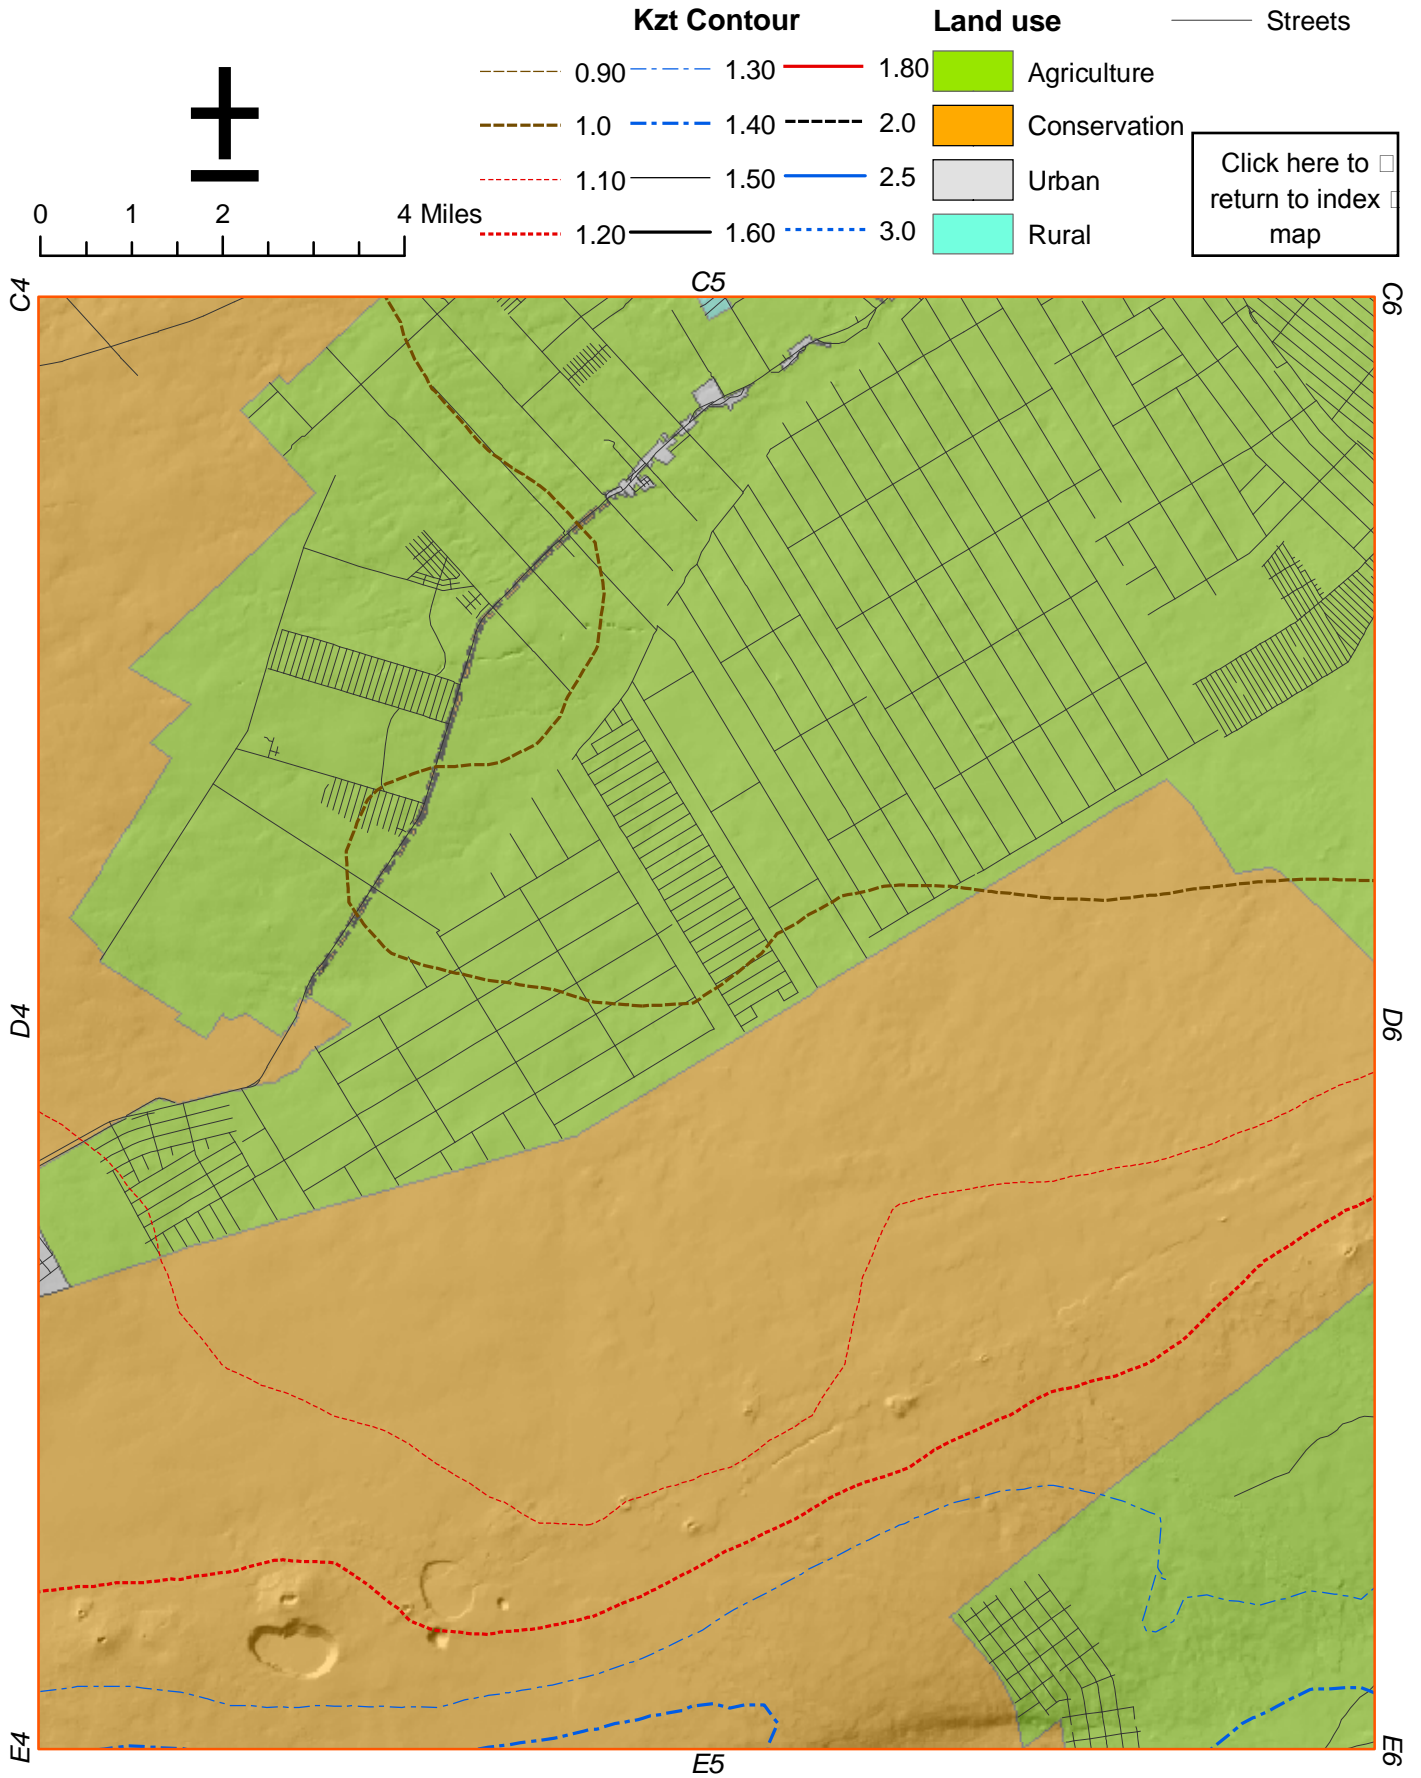 Kzt Contour
Land use
Streets
0.90
1.30
1.80
Agriculture
1.0
1.40
2.0
Conservation
1.10
1.50
2.5
Urban
1.20
1.60
3.0
Rural
Click here to
return to index
map
0 1 2 4 Miles
C4
C5
C6
D4
D6
E4
E5
E6